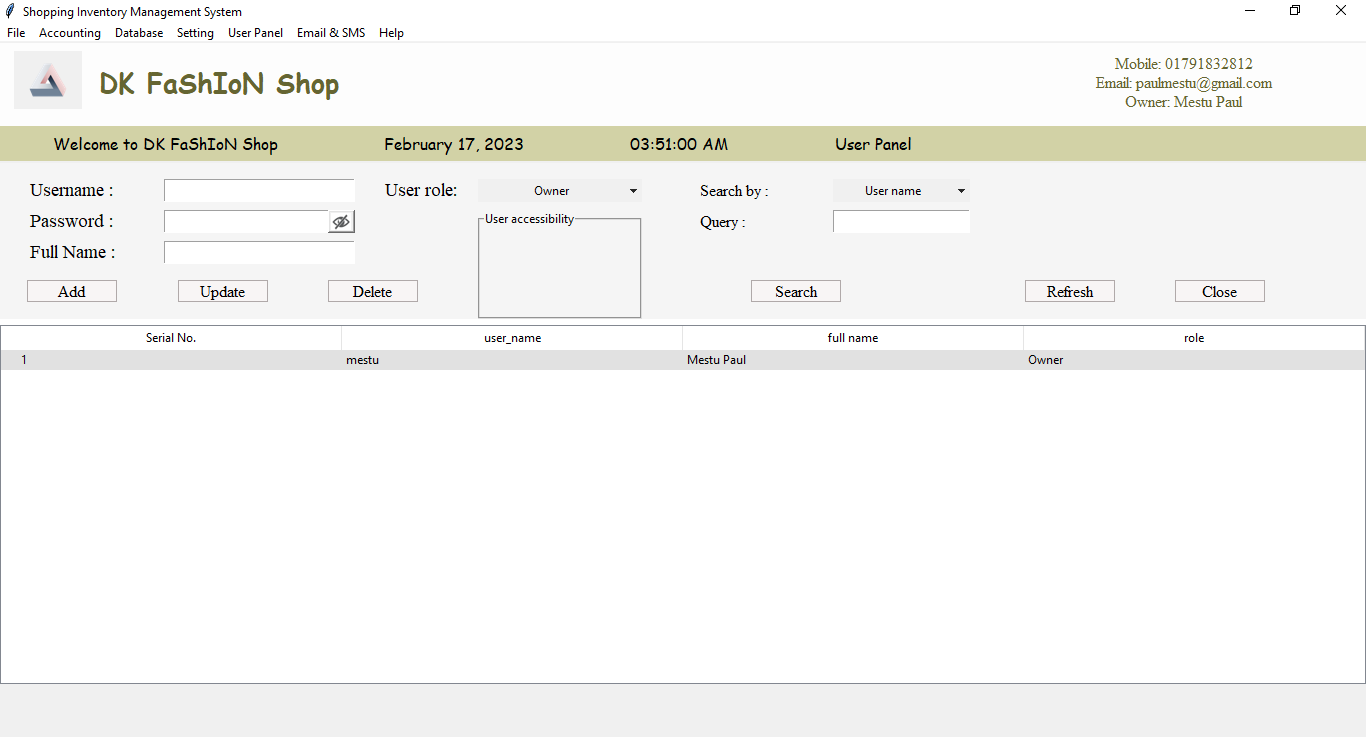 Shopping Inventory Management System
File Accounting Database Setting User Panel Email & SMS Help
DK FaShIoN Shop
Mobile: 01791832812
Email: paulmestu@gmail.com
Owner: Mestu Paul
Welcome to DK FaShIoN Shop February 17, 2023 03:51:00 AM User Panel
Username : User role: Owner Search by : User name
Password : User accessibility Query :
Full Name :
Add Update Delete Search Refresh Close
Serial No. user_name full name role
1 mestu Mestu Paul Owner